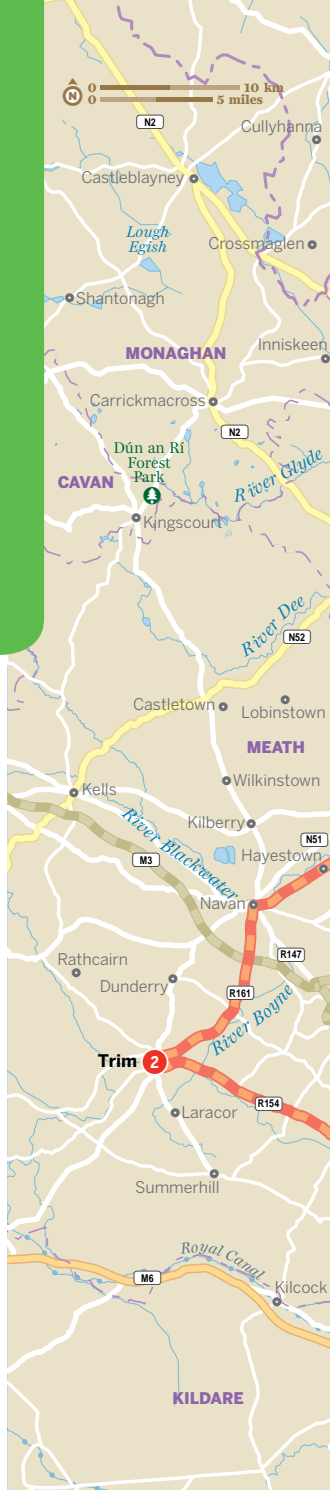 0 10 km
N
0 5 miles
N2
Cullyhanna
Castleblayney
Lough
Egish
Crossmaglen
Shantonagh
Inniskeen
MONAGHAN
Carrickmacross
N2
Dún an Rí
Forest
Park
River Glyde
CAVAN
Kingscourt
River Dee
N52
Castletown
Lobinstown
MEATH
Wilkinstown
Kells
River Blackwater
Kilberry
N51
M3
Hayestown
Navan
R147
Rathcairn
Dunderry
R161
River Boyne
Trim 2
R154
Laracor
Summerhill
Royal Canal
M6
Kilcock
KILDARE